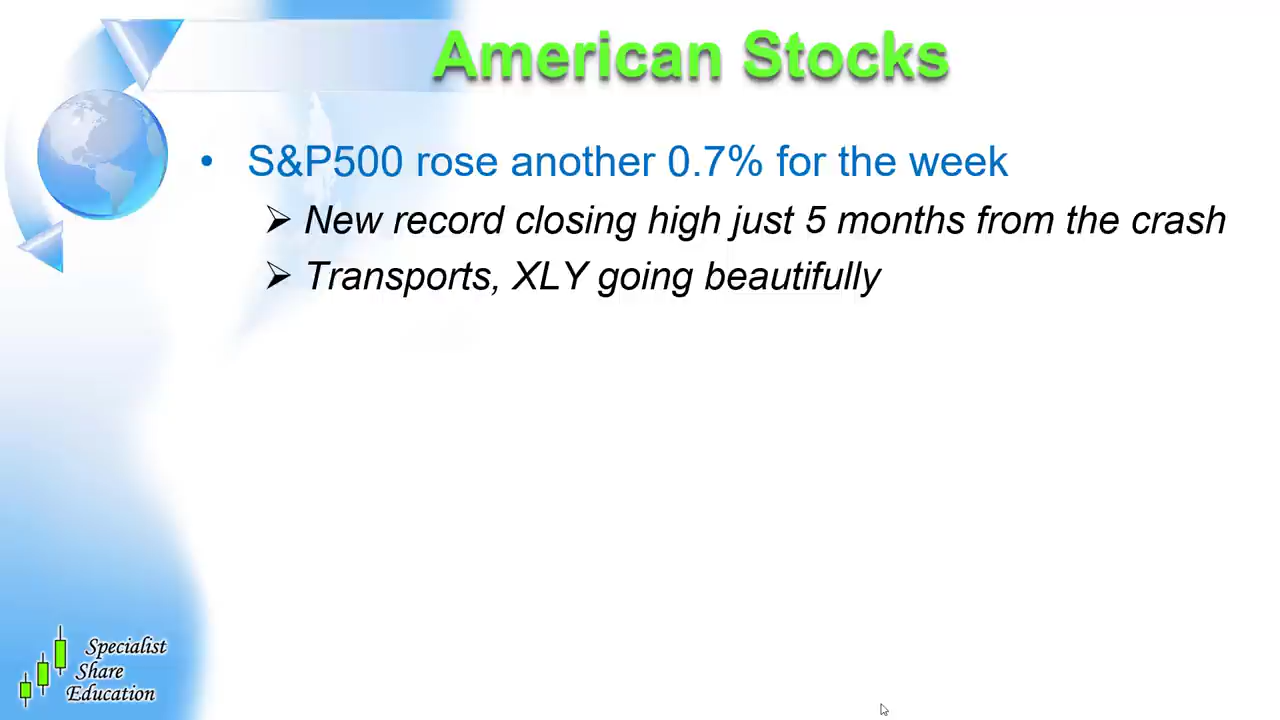 American Stocks
• S&P500 rose another 0.7% for the week
➢ New record closing high just 5 months from the crash
➢ Transports, XLY going beautifully
Specialist
Share
Education